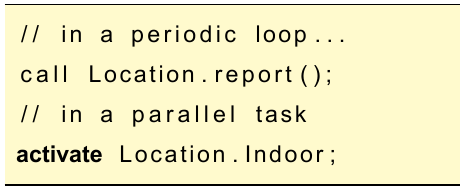 // in a periodic loop...
call Location.report();
// in a parallel task
activate Location.Indoor;